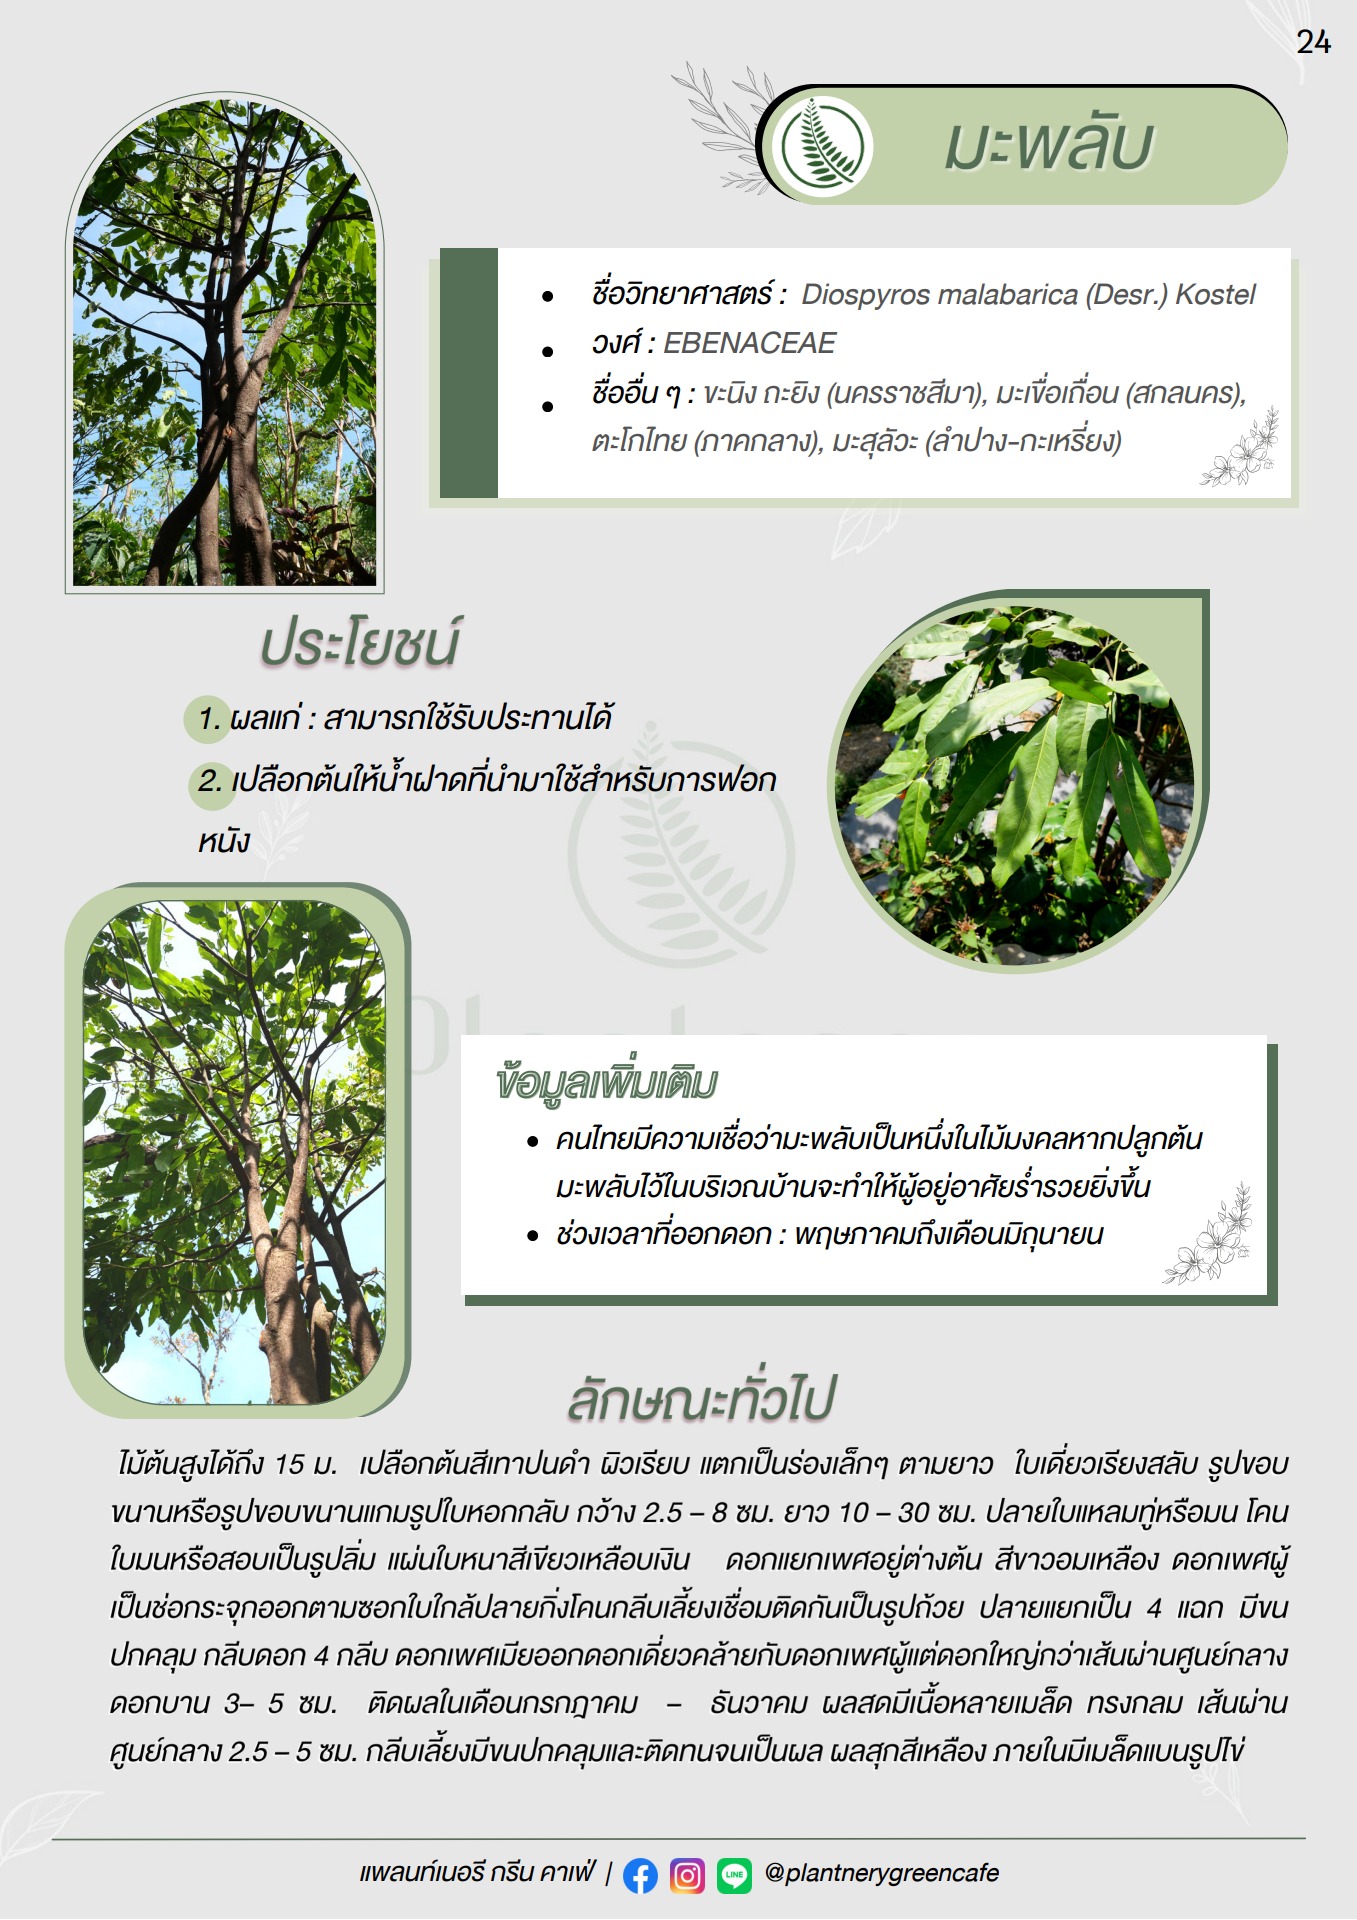 24
มะพลับ
ชื่อวิทยาศาสตร์ : Diospyros malabarica (Desr.) Kostel
วงศ์ : EBENACEAE
ชื่ออื่น ๆ : ขะนิง ถะยิง (นครราชสีมา), มะเขื่อเถื่อน (สกลนคร),
ตะโกไทย (ภาคกลาง), มะสุลัวะ (ลำปาง-กะเหรี่ยง)
ประโยชน์
1. ผลแก่ : สามารถใช้รับประทานได้
2. เปลือกต้นให้น้ำฝาดที่นำมาใช้สำหรับการฟอก
หนัง
ข้อมูลเพิ่มเติม
คนไทยมีความเชื่อว่ามะพลับเป็นหนึ่งในไม้มงคลหากปลูกต้น
มะพลับไว้ในบริเวณบ้านจะทำให้ผู้อยู่อาศัยร่ำรวยยิ่งขึ้น
ช่วงเวลาที่ออกดอก : พฤษภาคมถึงเดือนมิถุนายน
ลักษณะทั่วไป
ไม้ต้นสูงได้ถึง 15 ม. เปลือกต้นสีเทาปนดำ ผิวเรียบ แตกเป็นร่องเล็กๆ ตามยาว ใบเดี่ยวเรียงสลับ รูปขอบ
ขนานหรือรูปขอบขนานแกมรูปใบหอกกลับ กว้าง 2.5 – 8 ซม. ยาว 10 – 30 ซม. ปลายใบแหลมทู่หรือมน โคน
ใบมนหรือสอบเป็นรูปลิ่ม แผ่นใบหนาสีเขียวเหลือบเงิน ดอกแยกเพศอยู่ต่างต้น สีขาวอมเหลือง ดอกเพศผู้
เป็นช่อกระจุกออกตามซอกใบใกล้ปลายกิ่งโคนกลีบเลี้ยงเชื่อมติดกันเป็นรูปถ้วย ปลายแยกเป็น 4 แฉก มีขน
ปกคลุม กลีบดอก 4 กลีบ ดอกเพศเมียออกดอกเดี่ยวคล้ายกับดอกเพศผู้แต่ดอกใหญ่กว่าเส้นผ่านศูนย์กลาง
ดอกบาน 3– 5 ซม. ติดผลในเดือนกรกฎาคม – ธันวาคม ผลสดมีเนื้อหลายเมล็ด ทรงกลม เส้นผ่าน
ศูนย์กลาง 2.5 – 5 ซม. กลีบเลี้ยงมีขนปกคลุมและติดทนจนเป็นผล ผลสุกสีเหลือง ภายในมีเมล็ดแบนรูปไข่
แพลนท์เนอรี กรีน คาเฟ่ | LINE @plantnerygreencafe